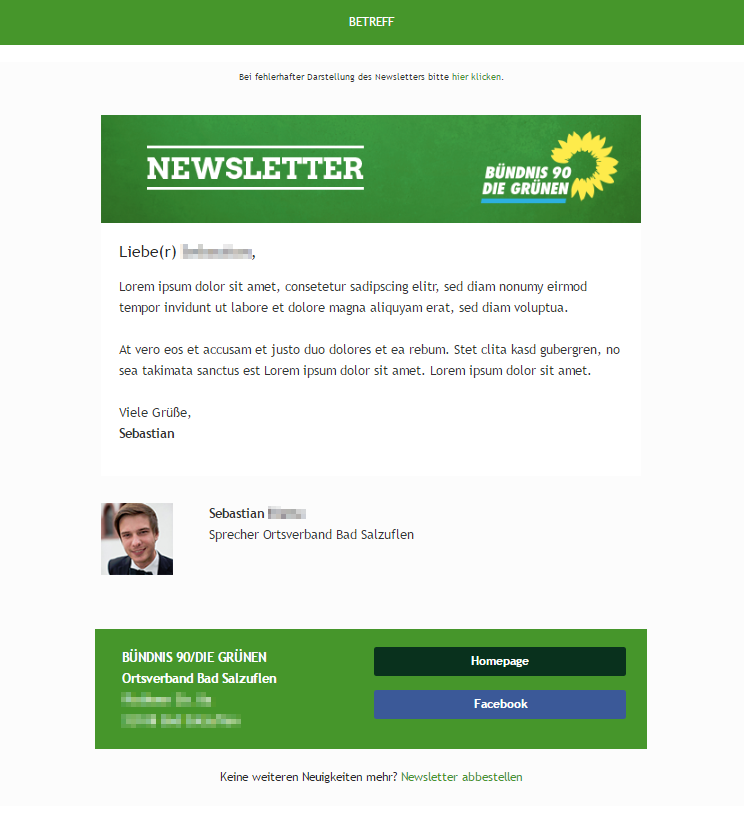 BETREFF
Bei fehlerhafter Darstellung des Newsletters bitte hier klicken.
NEWSLETTER
BÜNDNIS 90
DIE GRÜNEN
Liebe(r) ,
Lorem ipsum dolor sit amet, consetetur sadipscing elitr, sed diam nonumy eirmod
tempor invidunt ut labore et dolore magna aliquyam erat, sed diam voluptua.
At vero eos et accusam et justo duo dolores et ea rebum. Stet clita kasd gubergren, no
sea takimata sanctus est Lorem ipsum dolor sit amet. Lorem ipsum dolor sit amet.
Viele Grüße,
Sebastian
Sebastian
Sprecher Ortsverband Bad Salzuflen
BÜNDNIS 90/DIE GRÜNEN
Ortsverband Bad Salzuflen
Homepage
Facebook
Keine weiteren Neuigkeiten mehr? Newsletter abbestellen